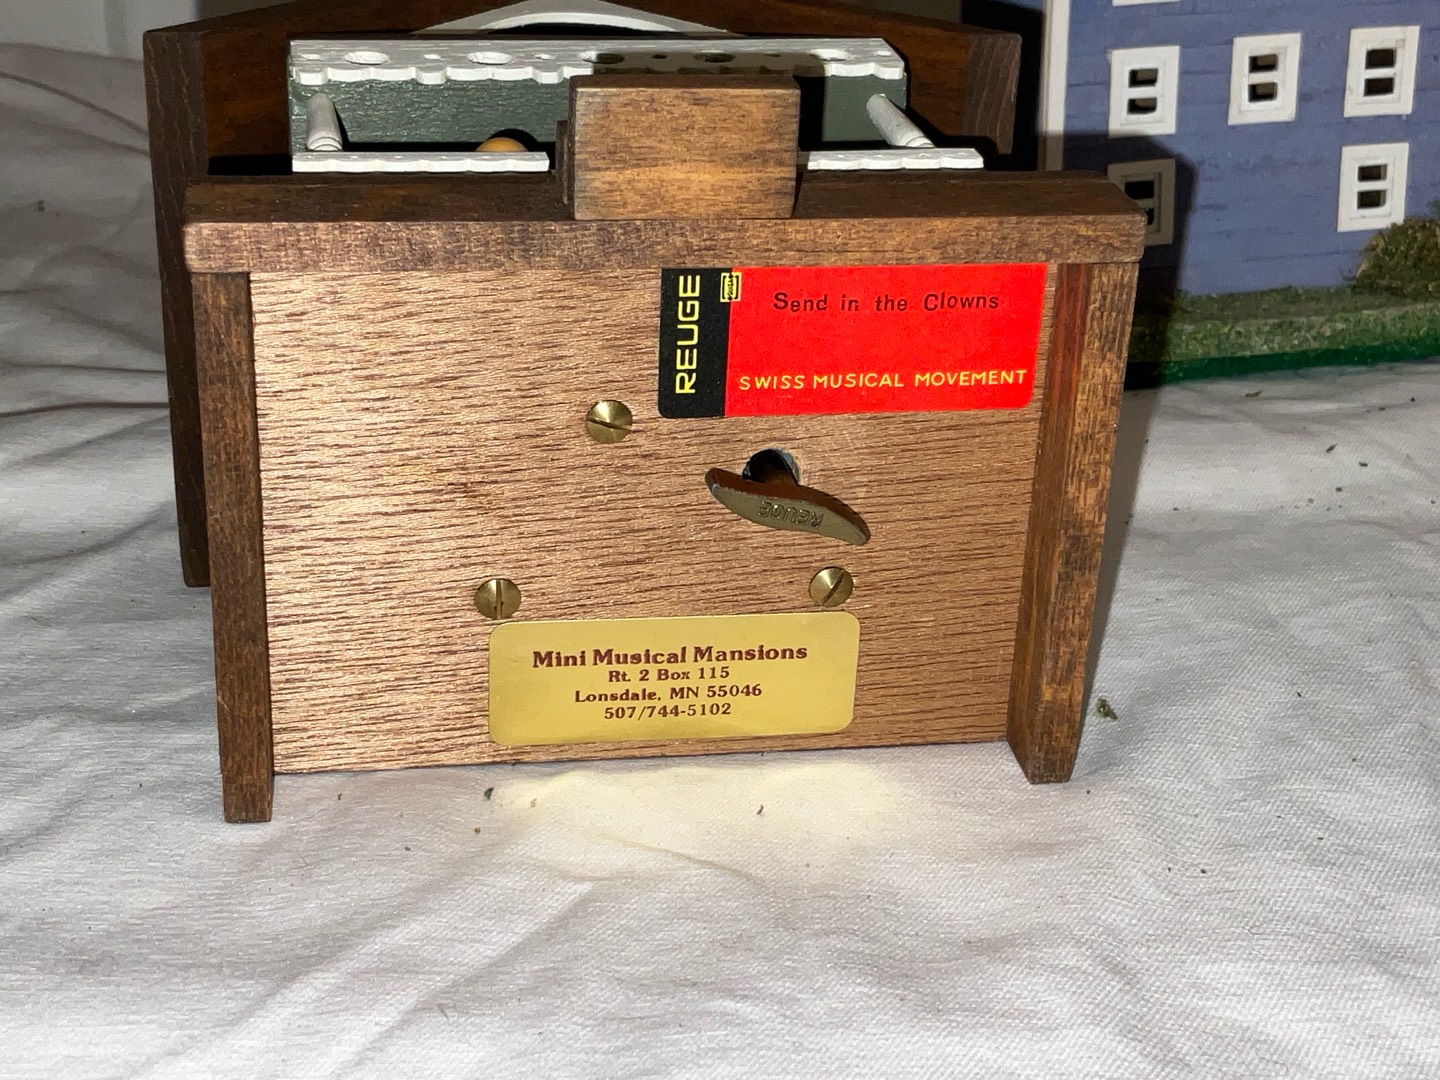 REUGE
Send in the Clowns
SWISS MUSICAL MOVEMENT
REUGE
Mini Musical Mansions
Rt. 2 Box 115
Lonsdale, MN 55046
507/744-5102